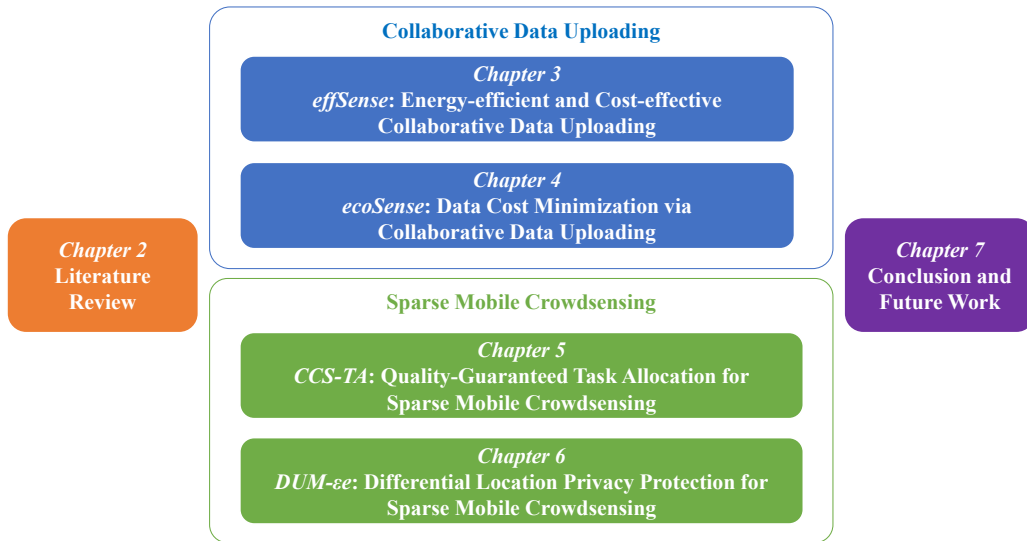 Collaborative Data Uploading
Chapter 3
effSense: Energy-efficient and Cost-effective
Collaborative Data Uploading
Chapter 4
ecoSense: Data Cost Minimization via
Collaborative Data Uploading
Chapter 2
Literature
Review
Chapter 7
Conclusion and
Future Work
Sparse Mobile Crowdsensing
Chapter 5
CCS-TA: Quality-Guaranteed Task Allocation for
Sparse Mobile Crowdsensing
Chapter 6
DUM-εe: Differential Location Privacy Protection for
Sparse Mobile Crowdsensing